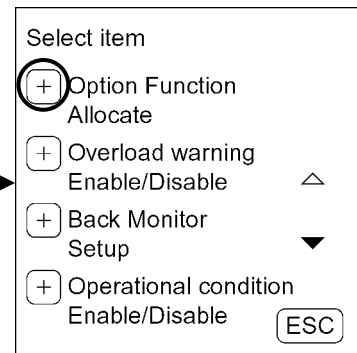 Select item
+ Option Function
Allocate
+ Overload warning
Enable/Disable
+ Back Monitor
Setup
+ Operational condition
Enable/Disable
ESC